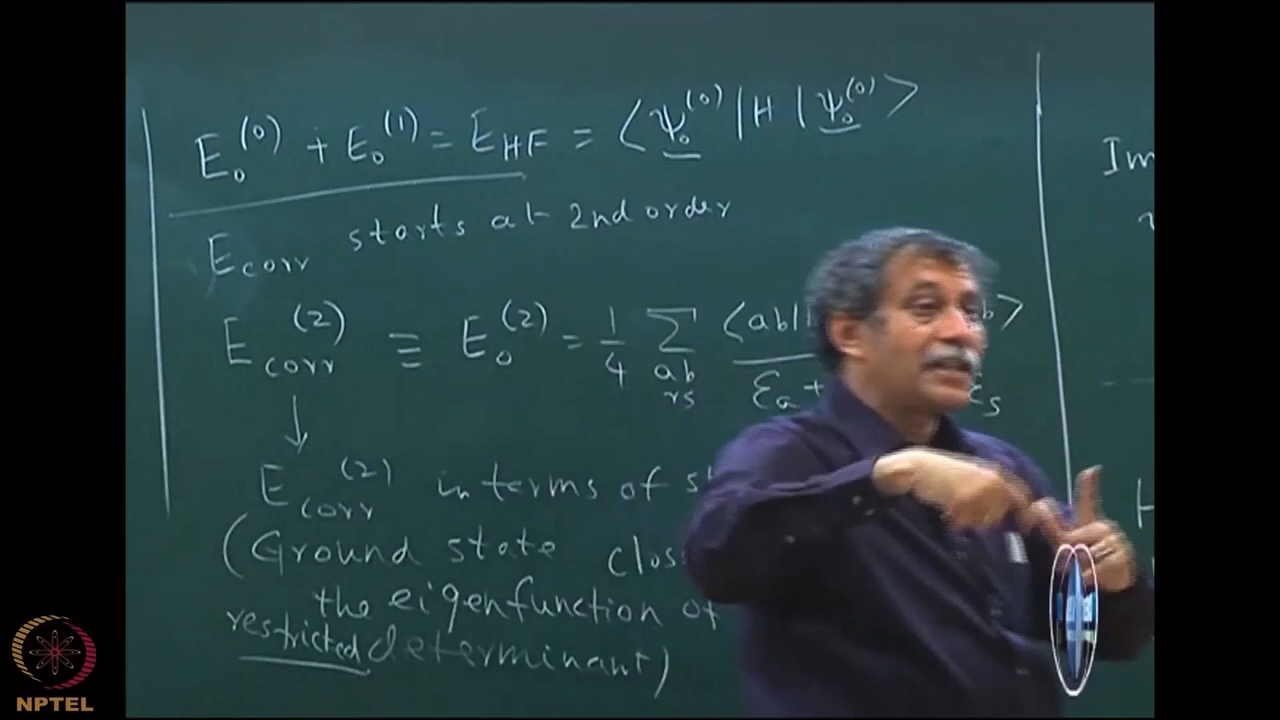 E₀⁽⁰⁾ + E₀⁽¹⁾ = E_HF = ⟨ψ₀⁽⁰⁾|H|ψ₀⁽⁰⁾⟩
E_corr starts at 2nd order
E_corr⁽²⁾ ≡ E₀⁽²⁾ = 1/4 Σ_ab rs ⟨ab| b⟩ / ε_a + ε_s
↓
E_corr⁽²⁾ in terms of
(Ground state
the eigenfunction of
restricted determinant)
Im
H
NPTEL